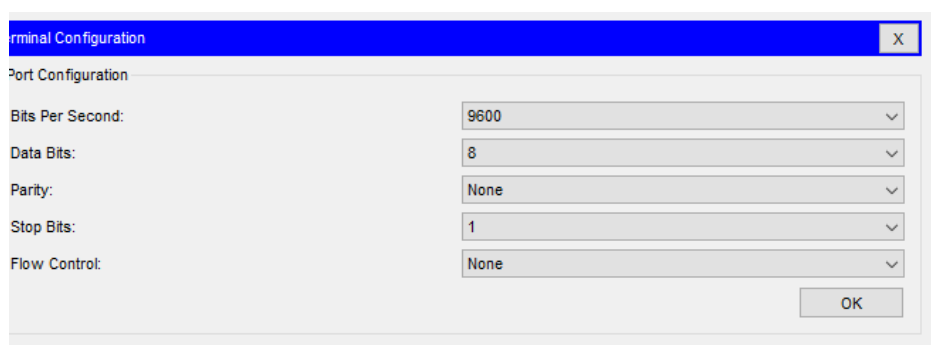 erminal Configuration X
Port Configuration
Bits Per Second: 9600
Data Bits: 8
Parity: None
Stop Bits: 1
Flow Control: None
OK